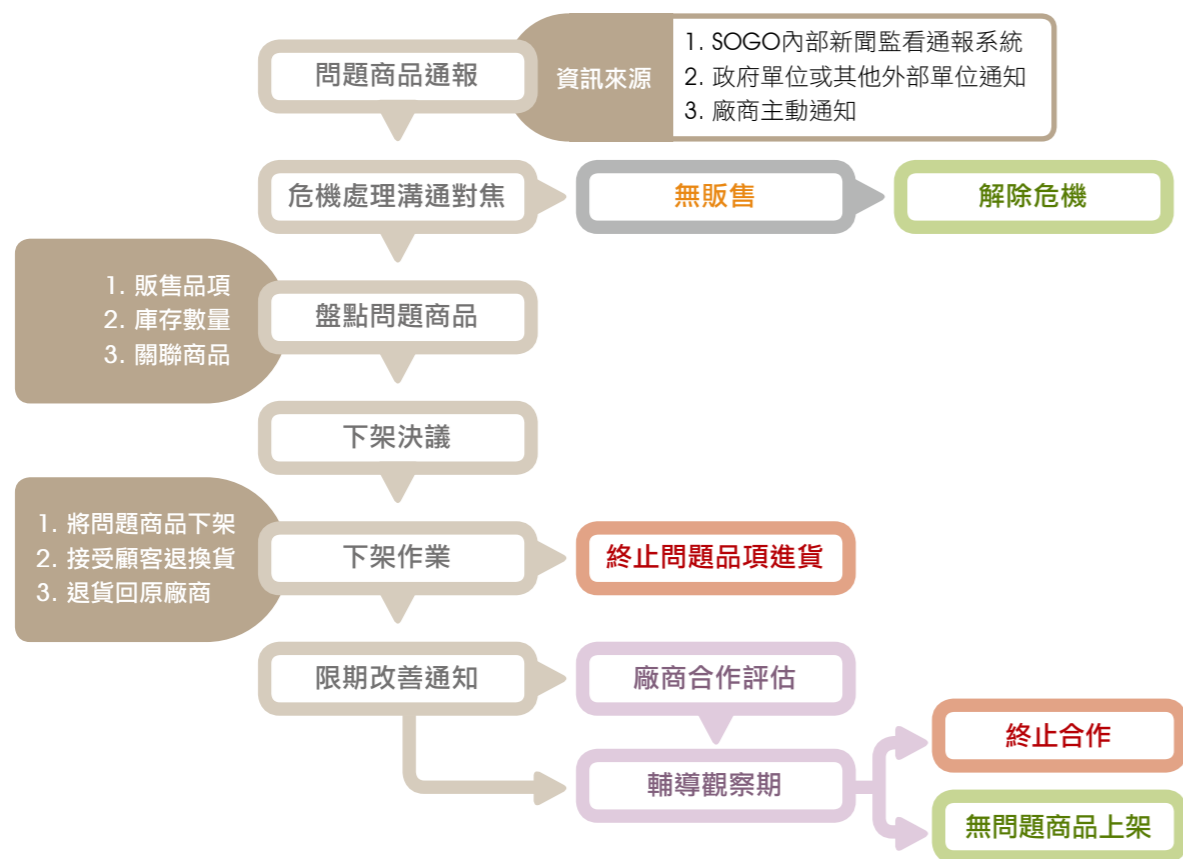 問題商品通報
資訊來源
1. SOGO內部新聞監看通報系統
2. 政府單位或其他外部單位通知
3. 廠商主動通知
危機處理溝通對焦
無販售
解除危機
1. 販售品項
2. 庫存數量
3. 關聯商品
盤點問題商品
下架決議
1. 將問題商品下架
2. 接受顧客退換貨
3. 退貨回原廠商
下架作業
終止問題品項進貨
限期改善通知
廠商合作評估
輔導觀察期
終止合作
無問題商品上架